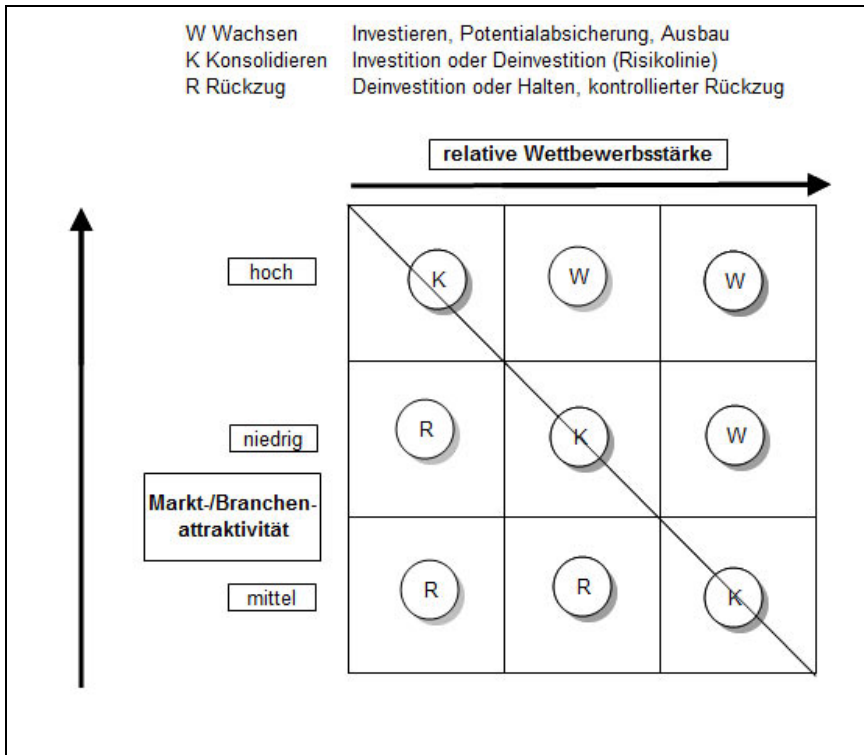 W Wachsen Investieren, Potentialabsicherung, Ausbau
K Konsolidieren Investition oder Deinvestition (Risikolinie)
R Rückzug Deinvestition oder Halten, kontrollierter Rückzug
relative Wettbewerbsstärke
hoch
K W W
niedrig
R K W
Markt-/Branchen-
attraktivität
mittel
R R K